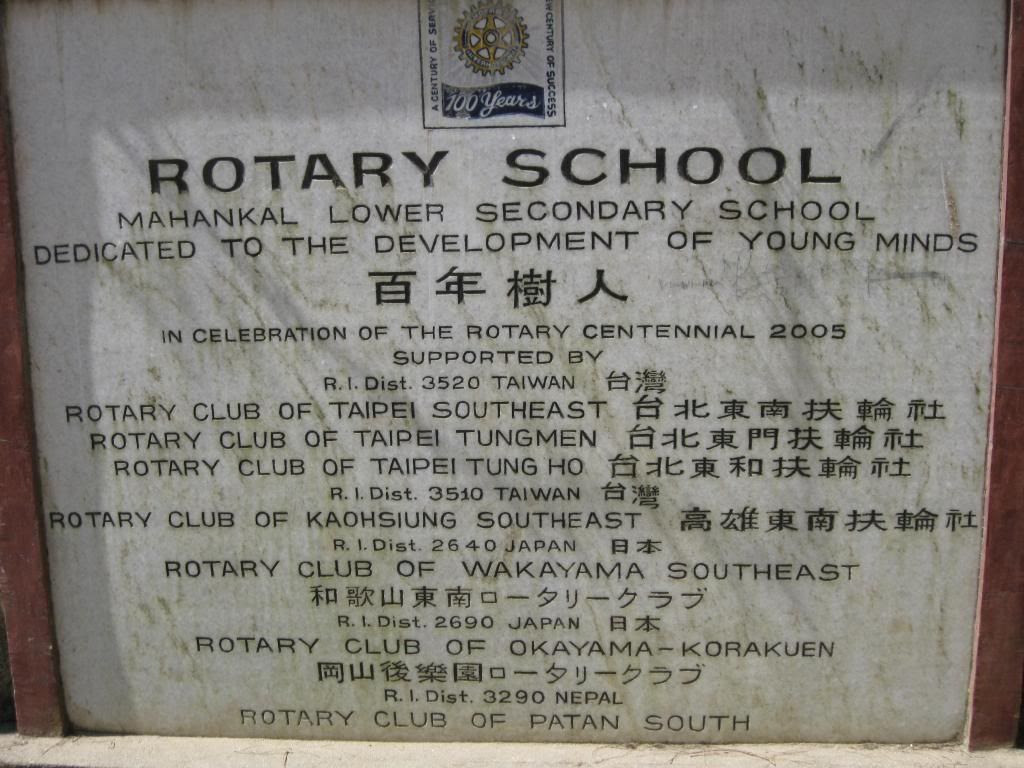 A CENTURY OF SERVICE
NEW CENTURY OF SUCCESS
100 Years
ROTARY SCHOOL
MAHANKAL LOWER SECONDARY SCHOOL
DEDICATED TO THE DEVELOPMENT OF YOUNG MINDS
百年樹人
IN CELEBRATION OF THE ROTARY CENTENNIAL 2005
SUPPORTED BY
R.I.Dist. 3520 TAIWAN 台灣
ROTARY CLUB OF TAIPEI SOUTHEAST 台北東南扶輪社
ROTARY CLUB OF TAIPEI TUNGMEN 台北東門扶輪社
ROTARY CLUB OF TAIPEI TUNG HO 台北東和扶輪社
R.I.Dist. 3510 TAIWAN 台灣
ROTARY CLUB OF KAOHSIUNG SOUTHEAST 高雄東南扶輪社
R.I.Dist. 2640 JAPAN 日本
ROTARY CLUB OF WAKAYAMA SOUTHEAST
和歌山東南ロータリークラブ
R.I.Dist. 2690 JAPAN 日本
ROTARY CLUB OF OKAYAMA-KORAKUEN
岡山後樂園ロータリークラブ
R.I.Dist. 3290 NEPAL
ROTARY CLUB OF PATAN SOUTH